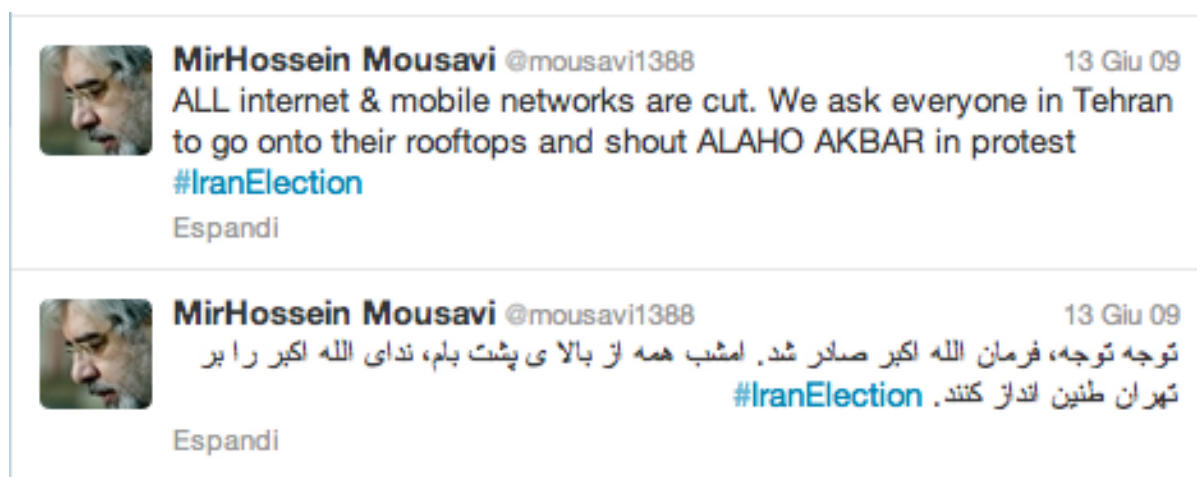 MirHossein Mousavi @mousavi1388 13 Giu 09
ALL internet & mobile networks are cut. We ask everyone in Tehran
to go onto their rooftops and shout ALAHO AKBAR in protest
#IranElection
Espandi
MirHossein Mousavi @mousavi1388 13 Giu 09
توجه توجه، فرمان الله اکبر صادر شد. امشب همه از بالا ی پشت بام، ندای الله اکبر را بر
تهران طنین انداز کنند. #IranElection
Espandi